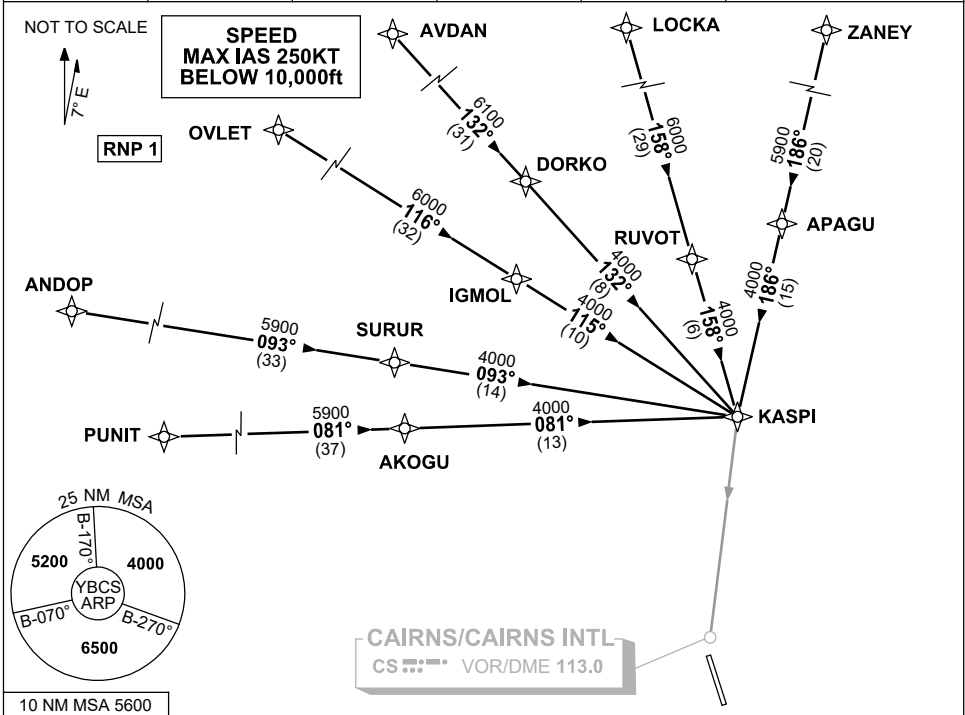 NOT TO SCALE
7° E
SPEED
MAX IAS 250KT
BELOW 10,000ft
RNP 1
AVDAN
LOCKA
ZANEY
OVLET
6100
132°
(31)
6000
158°
(29)
5900
186°
(20)
DORKO
6000
116°
(32)
APAGU
RUVOT
IGMOL
4000
132°
(8)
4000
115°
(10)
4000
158°
(6)
4000
186°
(15)
ANDOP
5900
093°
(33)
SURUR
4000
093°
(14)
KASPI
PUNIT
5900
081°
(37)
AKOGU
4000
081°
(13)
25 NM MSA
B-170°
5200
4000
YBCS
ARP
B-070°
B-270°
6500
10 NM MSA 5600
CAIRNS/CAIRNS INTL
CS VOR/DME 113.0